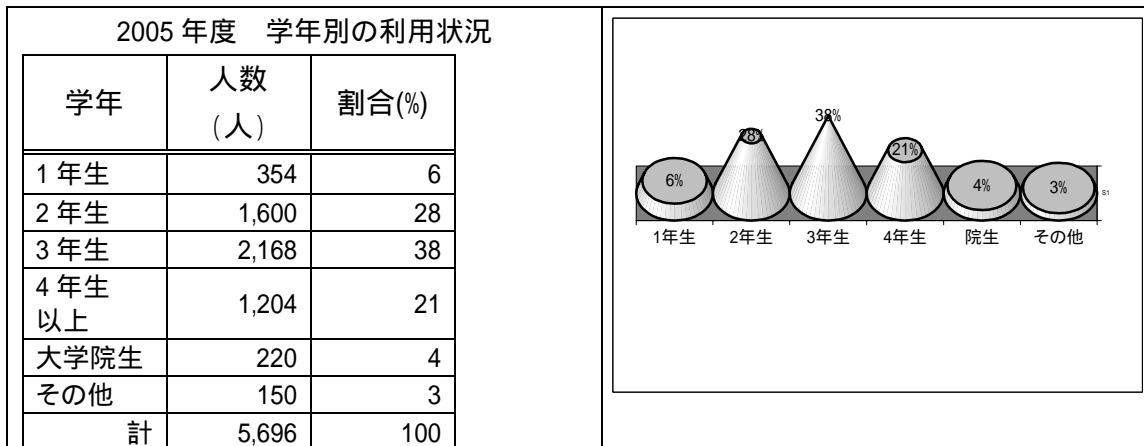 2005 年度　学年別の利用状況
学年 人数(人) 割合(%)
1 年生 354 6
2 年生 1,600 28
3 年生 2,168 38
4 年生以上 1,204 21
大学院生 220 4
その他 150 3
計 5,696 100
6% 28% 38% 21% 4% 3%
S1
1年生 2年生 3年生 4年生 院生 その他